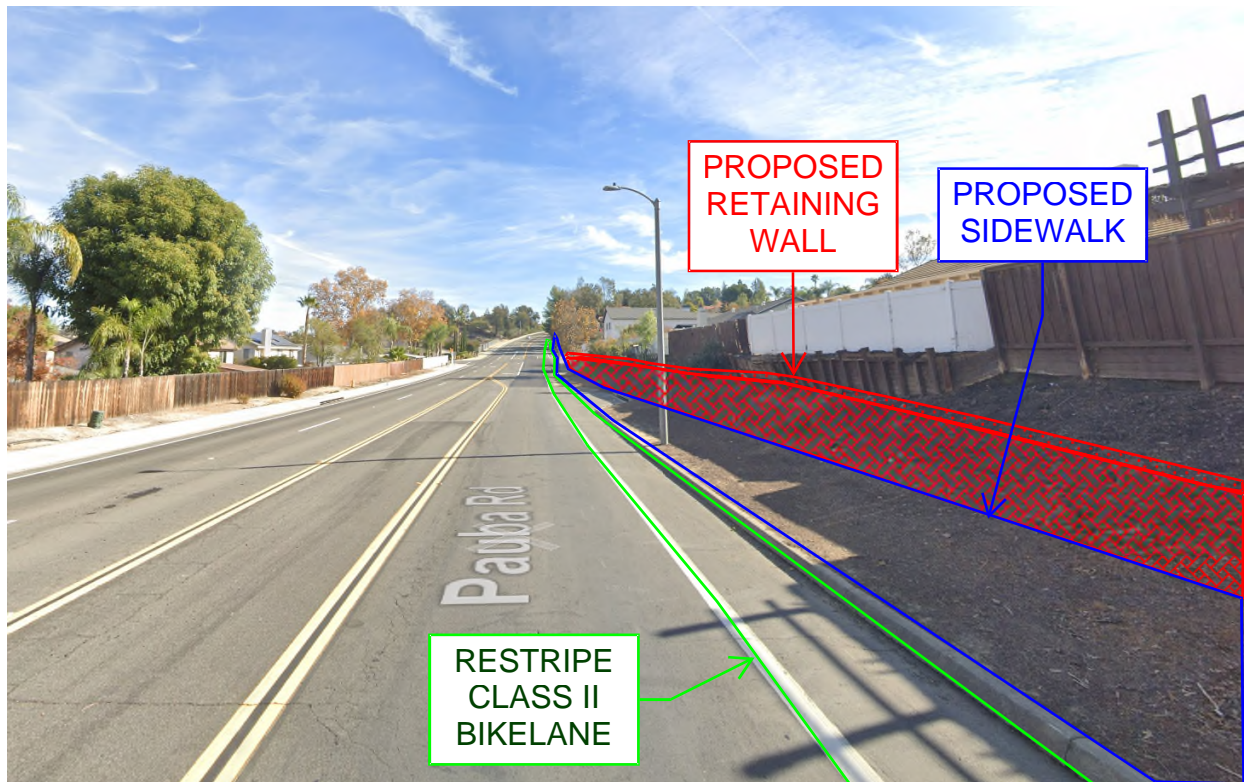 PROPOSED
RETAINING
WALL
PROPOSED
SIDEWALK
Pauba Rd
RESTRIPE
CLASS II
BIKELANE